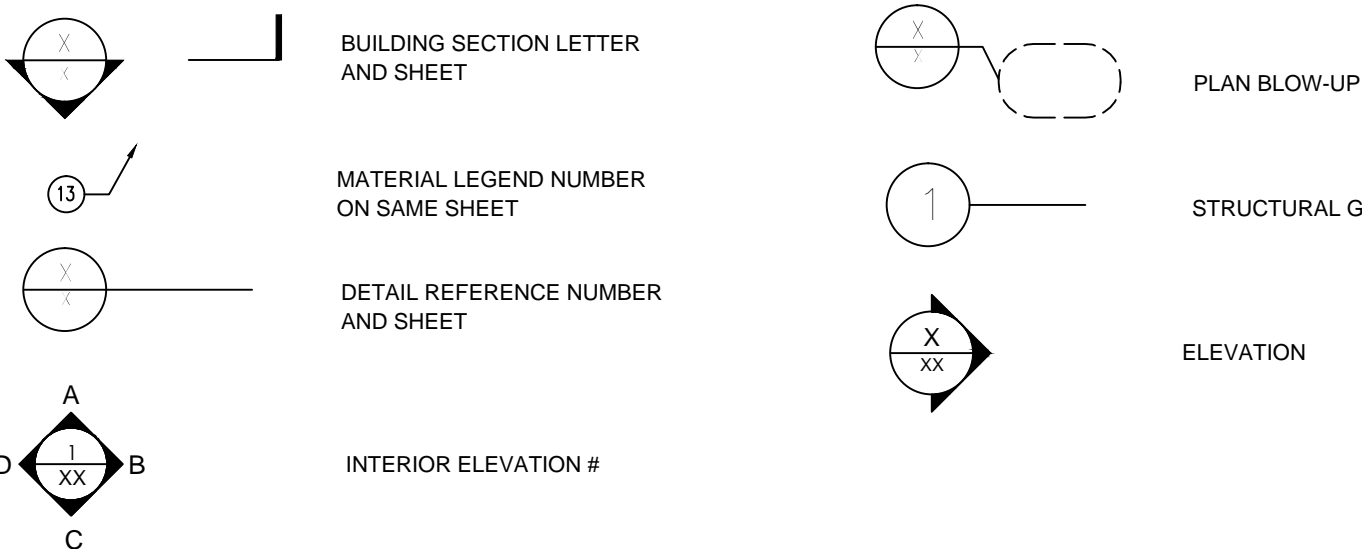 X
X
BUILDING SECTION LETTER
AND SHEET
13
MATERIAL LEGEND NUMBER
ON SAME SHEET
X
X
DETAIL REFERENCE NUMBER
AND SHEET
A
D
1
XX
B
C
INTERIOR ELEVATION #
X
X
PLAN BLOW-UP
1
STRUCTURAL G
X
XX
ELEVATION